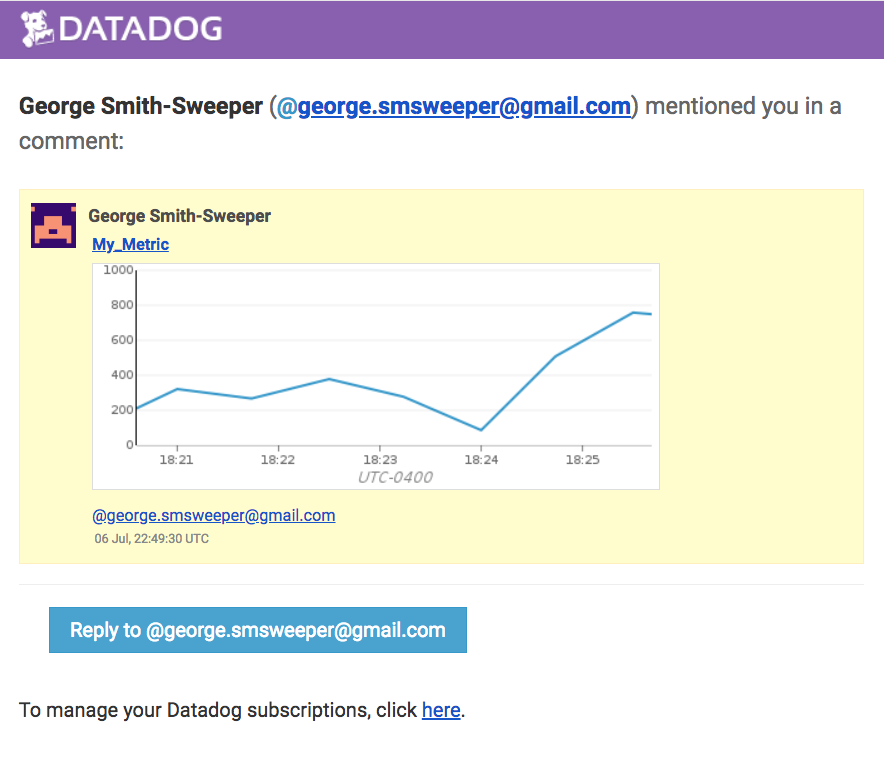 DATADOG
George Smith-Sweeper (@george.smsweeper@gmail.com) mentioned you in a
comment:
George Smith-Sweeper
My_Metric
1000
800
600
400
200
0
18:21 18:22 18:23 18:24 18:25
UTC-0400
@george.smsweeper@gmail.com
06 Jul, 22:49:30 UTC
Reply to @george.smsweeper@gmail.com
To manage your Datadog subscriptions, click here.